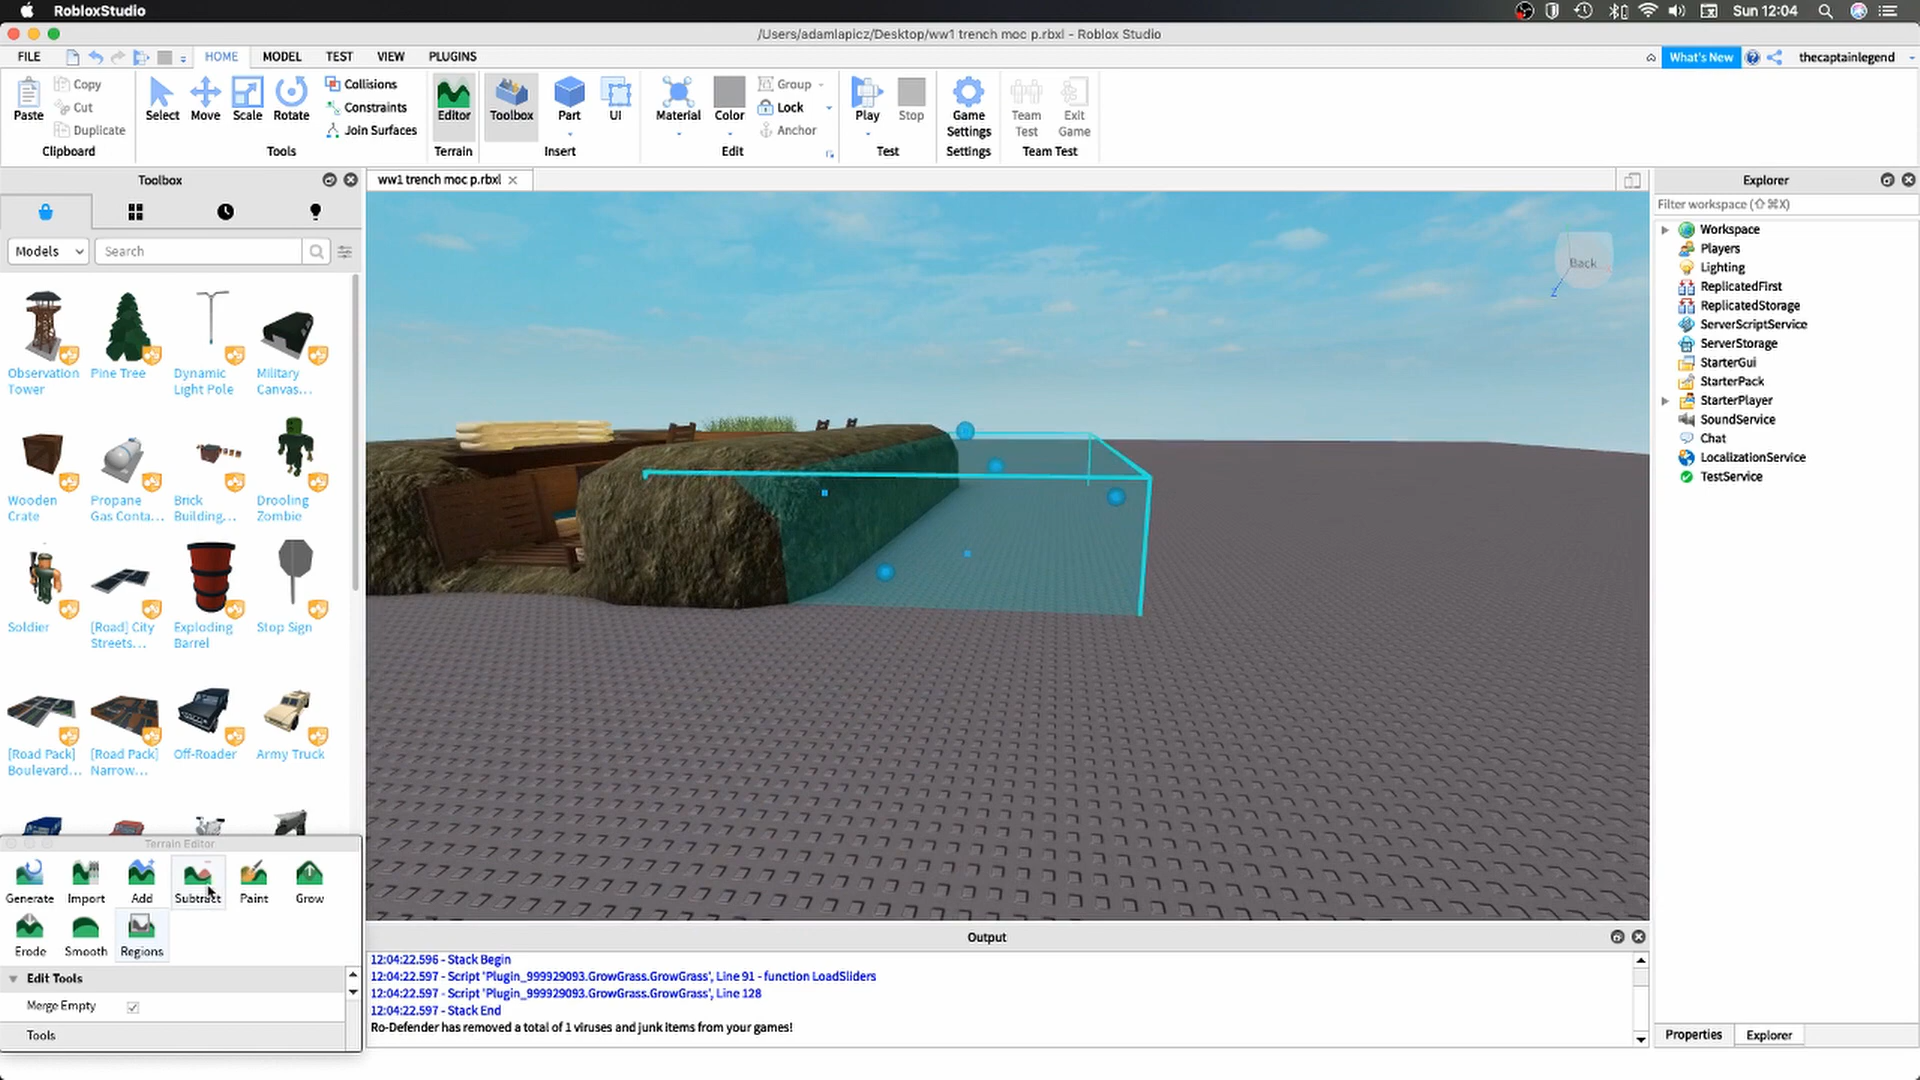 RobloxStudio
Sun 12:04
/Users/adamlapicz/Desktop/ww1 trench moc p.rbxl - Roblox Studio
FILE HOME MODEL TEST VIEW PLUGINS
What's New thecaptainlegend
Paste Copy Cut Duplicate
Clipboard
Select Move Scale Rotate
Collisions
Constraints
Join Surfaces
Tools
Editor
Terrain
Toolbox Part UI
Insert
Material Color
Group
Lock
Anchor
Edit
Play Stop
Test
Game Settings
Settings
Team Test
Exit Game
Team Test
Toolbox
ww1 trench moc p.rbxl
Models Search
Observation Tower
Pine Tree
Dynamic Light Pole
Military Canvas...
Wooden Crate
Propane Gas Conta...
Brick Building...
Drooling Zombie
Soldier
[Road] City Streets...
Exploding Barrel
Stop Sign
[Road Pack] Boulevard...
[Road Pack] Narrow...
Off-Roader
Army Truck
Terrain Editor
Generate Import Add Subtract Paint Grow
Erode Smooth Regions
Edit Tools
Merge Empty
Tools
Back
Z
Output
12:04:22.596 - Stack Begin
12:04:22.597 - Script 'Plugin_999929093.GrowGrass.GrowGrass', Line 91 - function LoadSliders
12:04:22.597 - Script 'Plugin_999929093.GrowGrass.GrowGrass', Line 128
12:04:22.597 - Stack End
Ro-Defender has removed a total of 1 viruses and junk items from your games!
Explorer
Filter workspace (⇧⌘X)
Workspace
Players
Lighting
ReplicatedFirst
ReplicatedStorage
ServerScriptService
ServerStorage
StarterGui
StarterPack
StarterPlayer
SoundService
Chat
LocalizationService
TestService
Properties Explorer